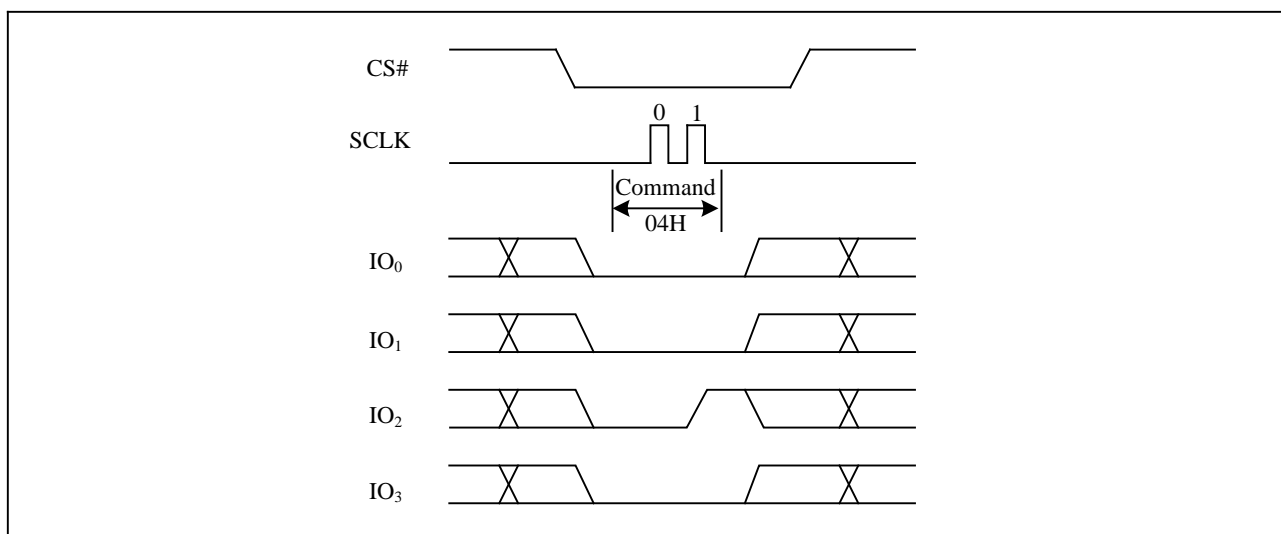 CS#
0 1
SCLK
Command
04H
IO₀
IO₁
IO₂
IO₃